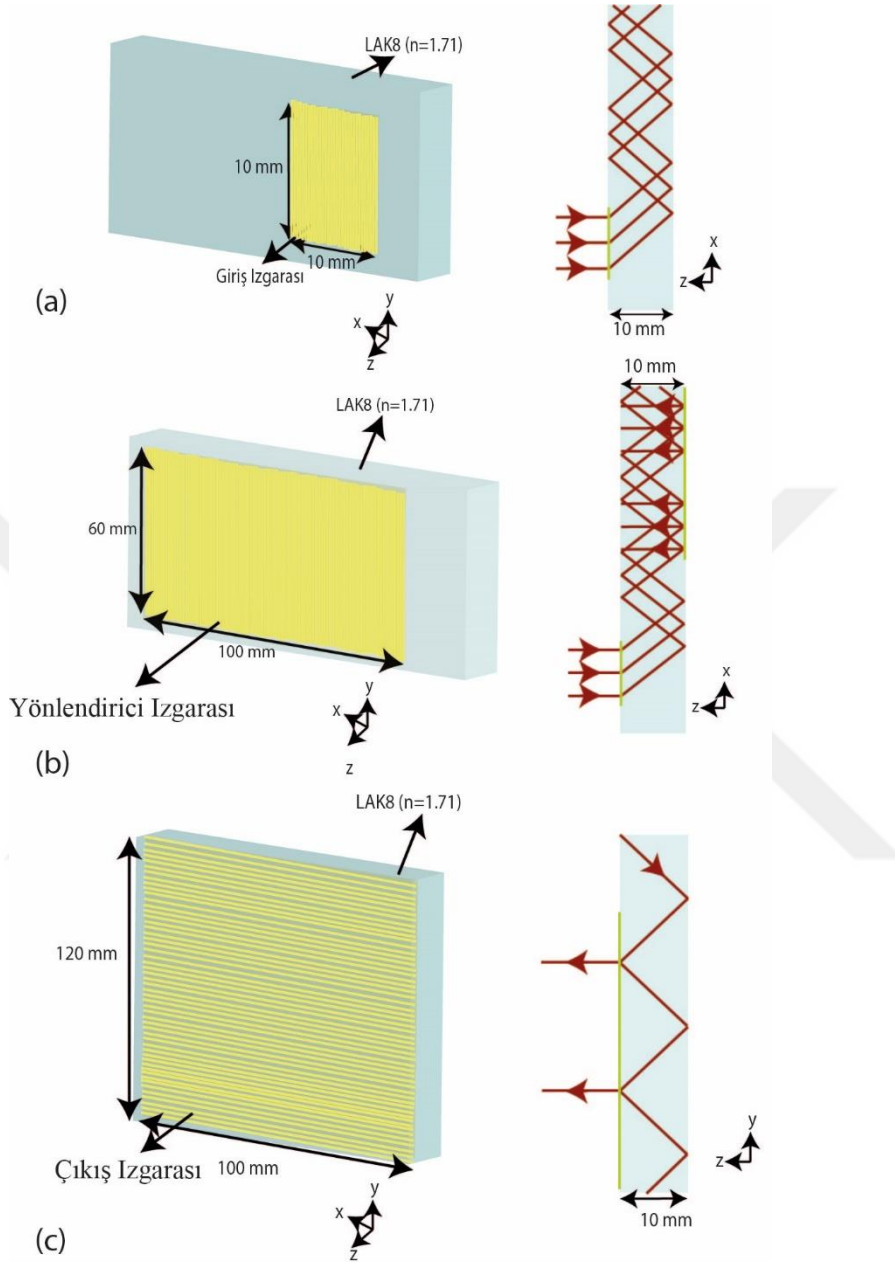 LAK8 (n=1.71)
10 mm
10 mm
Giriş Izgarası
y
x
z
(a)
x
z
10 mm
10 mm
LAK8 (n=1.71)
60 mm
100 mm
Yönlendirici Izgarası
y
x
z
(b)
x
z
LAK8 (n=1.71)
120 mm
100 mm
Çıkış Izgarası
y
x
z
(c)
y
z
10 mm